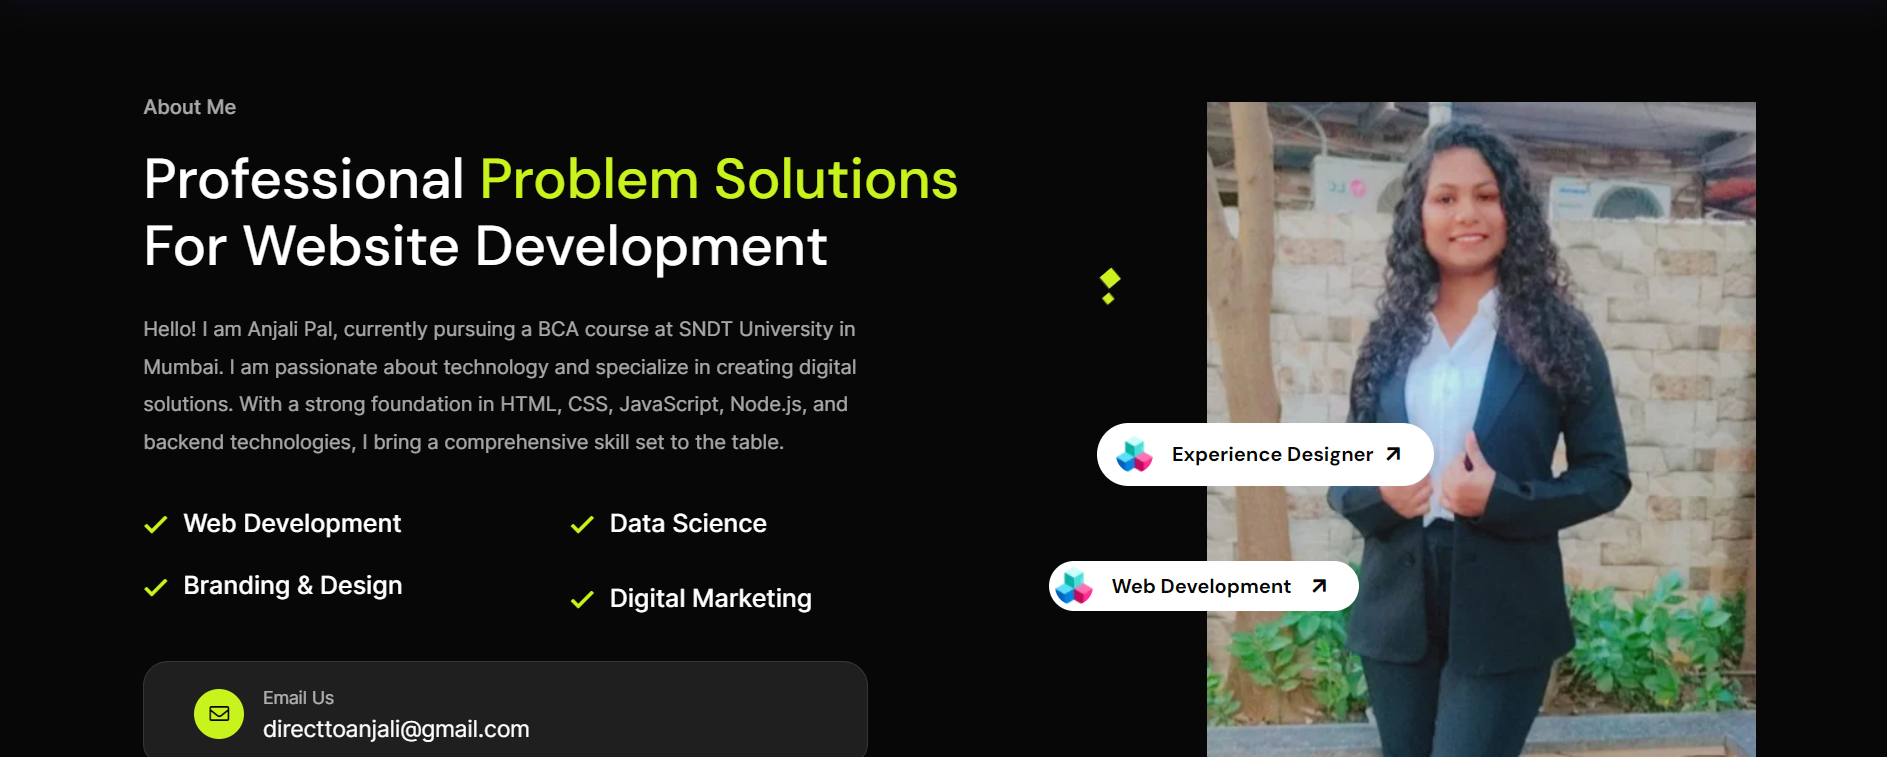 About Me
Professional Problem Solutions
For Website Development
Hello! I am Anjali Pal, currently pursuing a BCA course at SNDT University in
Mumbai. I am passionate about technology and specialize in creating digital
solutions. With a strong foundation in HTML, CSS, JavaScript, Node.js, and
backend technologies, I bring a comprehensive skill set to the table.
Web Development
Data Science
Branding & Design
Digital Marketing
Email Us
directtoanjali@gmail.com
Experience Designer
Web Development